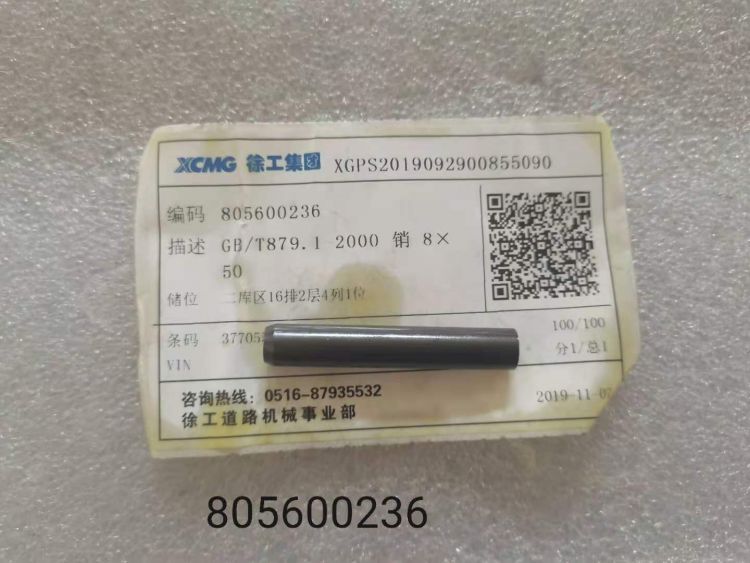 XCMG 徐工集团 XGPS2019092900855090
编码 805600236
描述 GB/T879.1 2000 销 8×
50
储位 二库区16排2层4列1位
条码 37705
100/100
VIN
分1/总1
咨询热线：0516-87935532
2019-11-0
徐工道路机械事业部
805600236